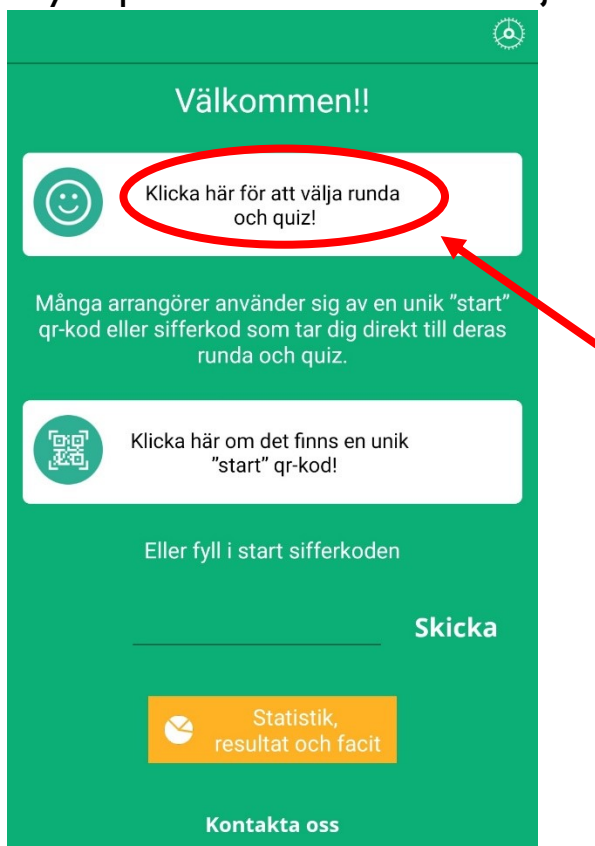 Välkommen!!
Klicka här för att välja runda
och quiz!
Många arrangörer använder sig av en unik ”start”
qr-kod eller sifferkod som tar dig direkt till deras
runda och quiz.
Klicka här om det finns en unik
”start” qr-kod!
Eller fyll i start sifferkoden
Skicka
Statistik,
resultat och facit
Kontakta oss